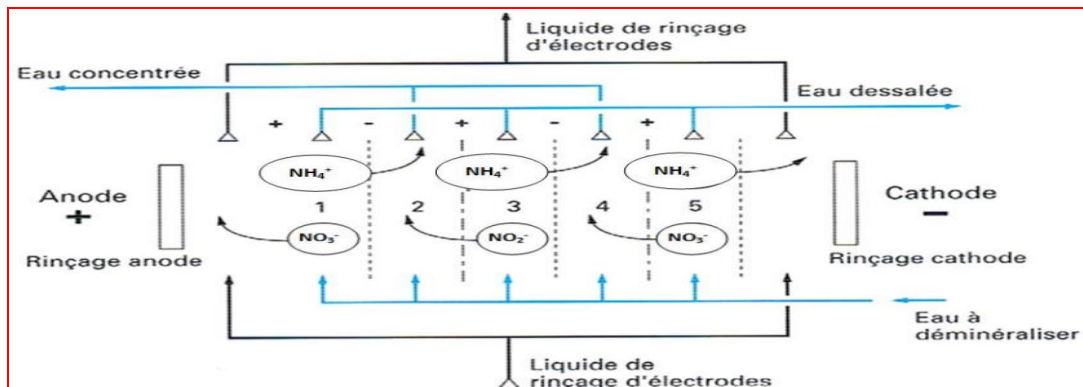 Liquide de rinçage
d'électrodes
Eau concentrée
Eau dessalée
+ - + - +
NH₄⁺ NH₄⁺ NH₄⁺
Anode
+
Cathode
−
1 2 3 4 5
NO₃⁻ NO₂⁻ NO₃⁻
Rinçage anode
Rinçage cathode
Eau à
déminéraliser
Liquide de
rinçage d'électrodes